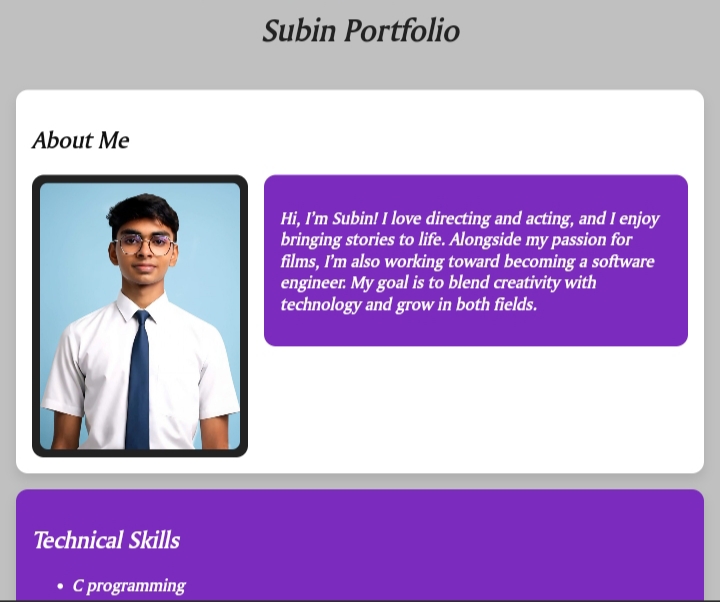 Subin Portfolio
About Me
Hi, I'm Subin! I love directing and acting, and I enjoy
bringing stories to life. Alongside my passion for
films, I'm also working toward becoming a software
engineer. My goal is to blend creativity with
technology and grow in both fields.
Technical Skills
• C programming